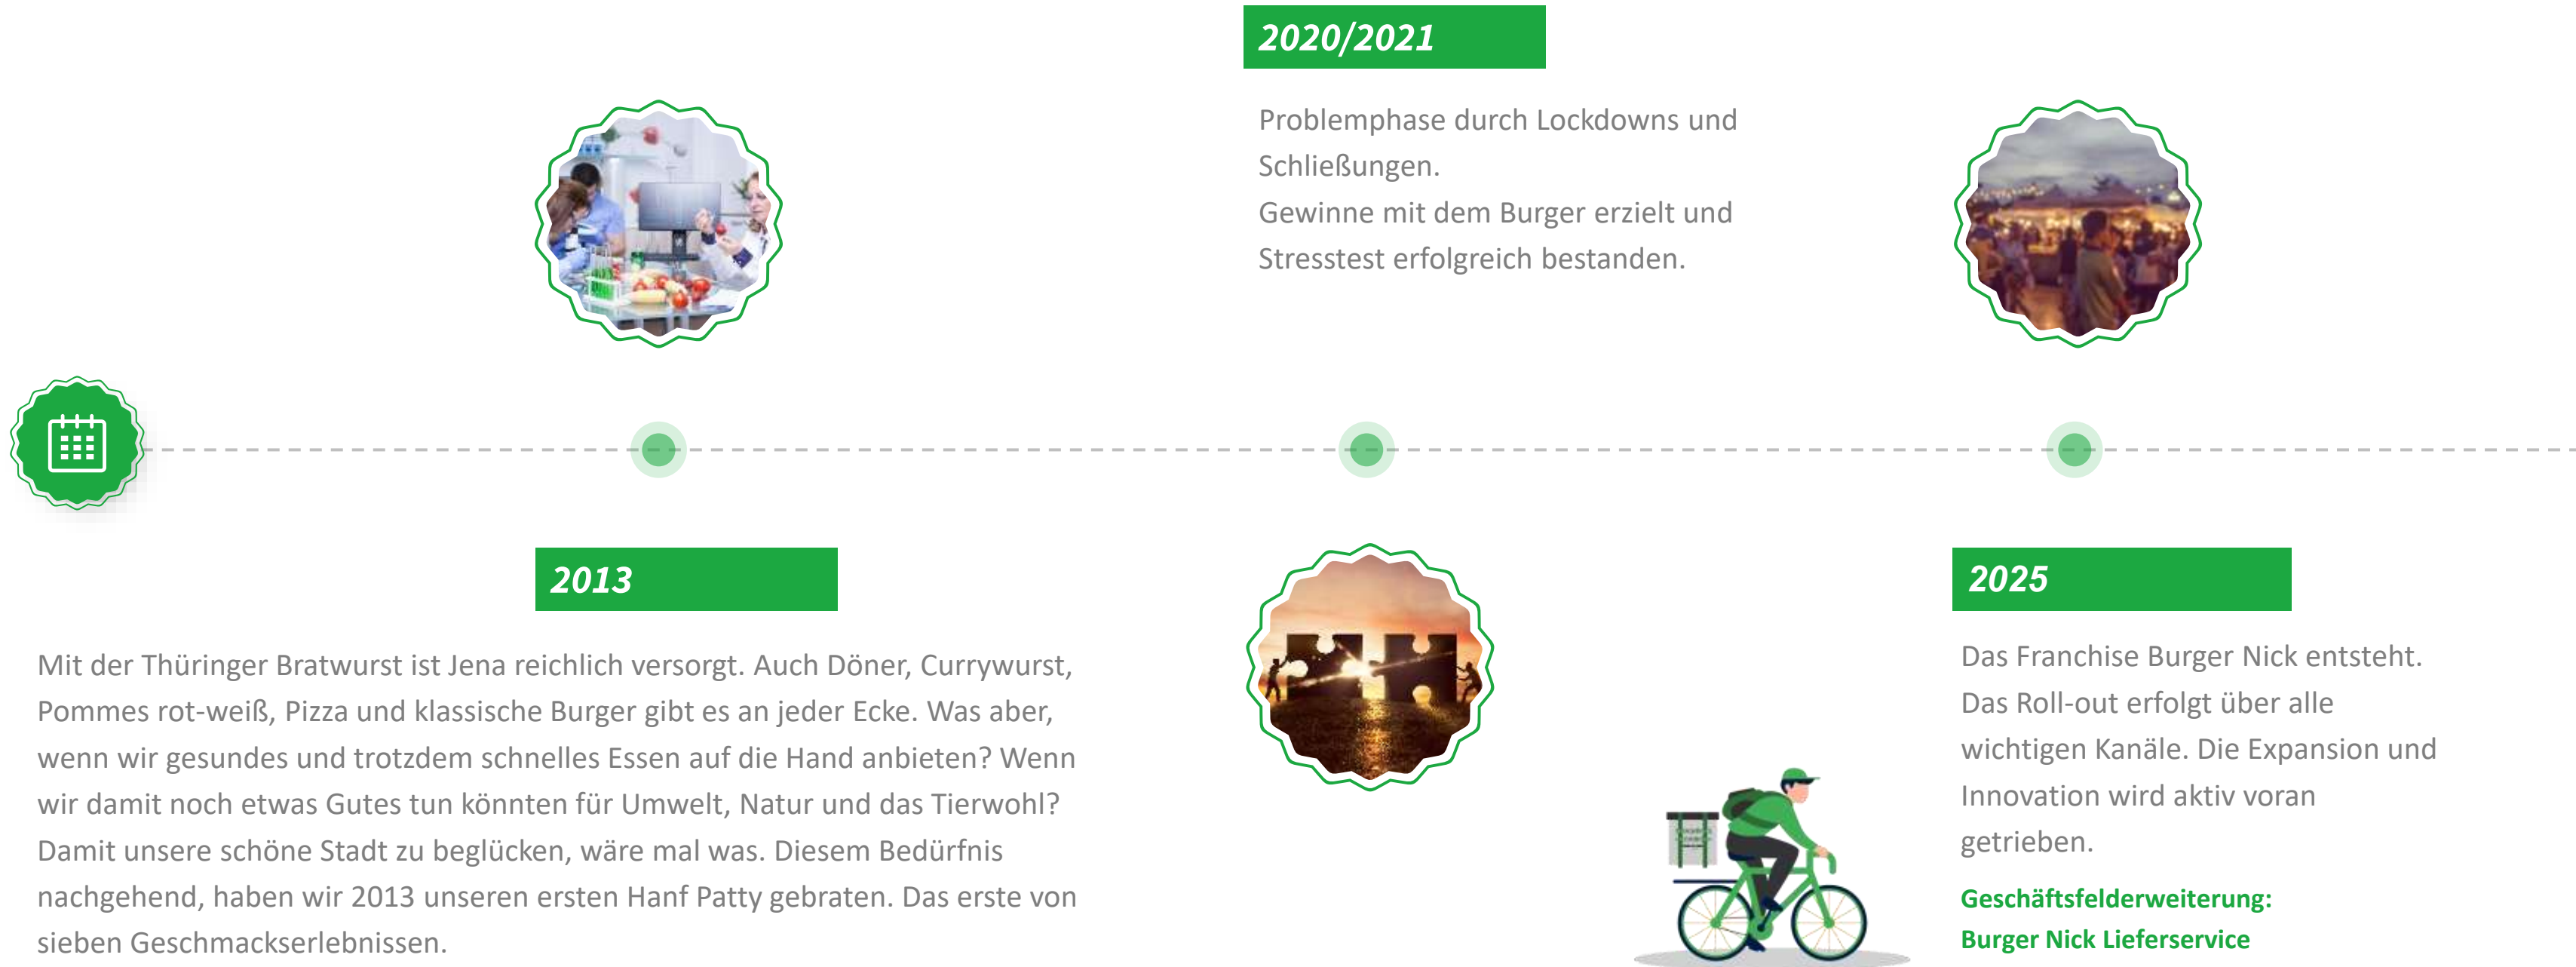 2020/2021
Problemphase durch Lockdowns und
Schließungen.
Gewinne mit dem Burger erzielt und
Stresstest erfolgreich bestanden.
2013
Mit der Thüringer Bratwurst ist Jena reichlich versorgt. Auch Döner, Currywurst,
Pommes rot-weiß, Pizza und klassische Burger gibt es an jeder Ecke. Was aber,
wenn wir gesundes und trotzdem schnelles Essen auf die Hand anbieten? Wenn
wir damit noch etwas Gutes tun könnten für Umwelt, Natur und das Tierwohl?
Damit unsere schöne Stadt zu beglücken, wäre mal was. Diesem Bedürfnis
nachgehend, haben wir 2013 unseren ersten Hanf Patty gebraten. Das erste von
sieben Geschmackserlebnissen.
2025
Das Franchise Burger Nick entsteht.
Das Roll-out erfolgt über alle
wichtigen Kanäle. Die Expansion und
Innovation wird aktiv voran
getrieben.
Geschäftsfelderweiterung:
Burger Nick Lieferservice